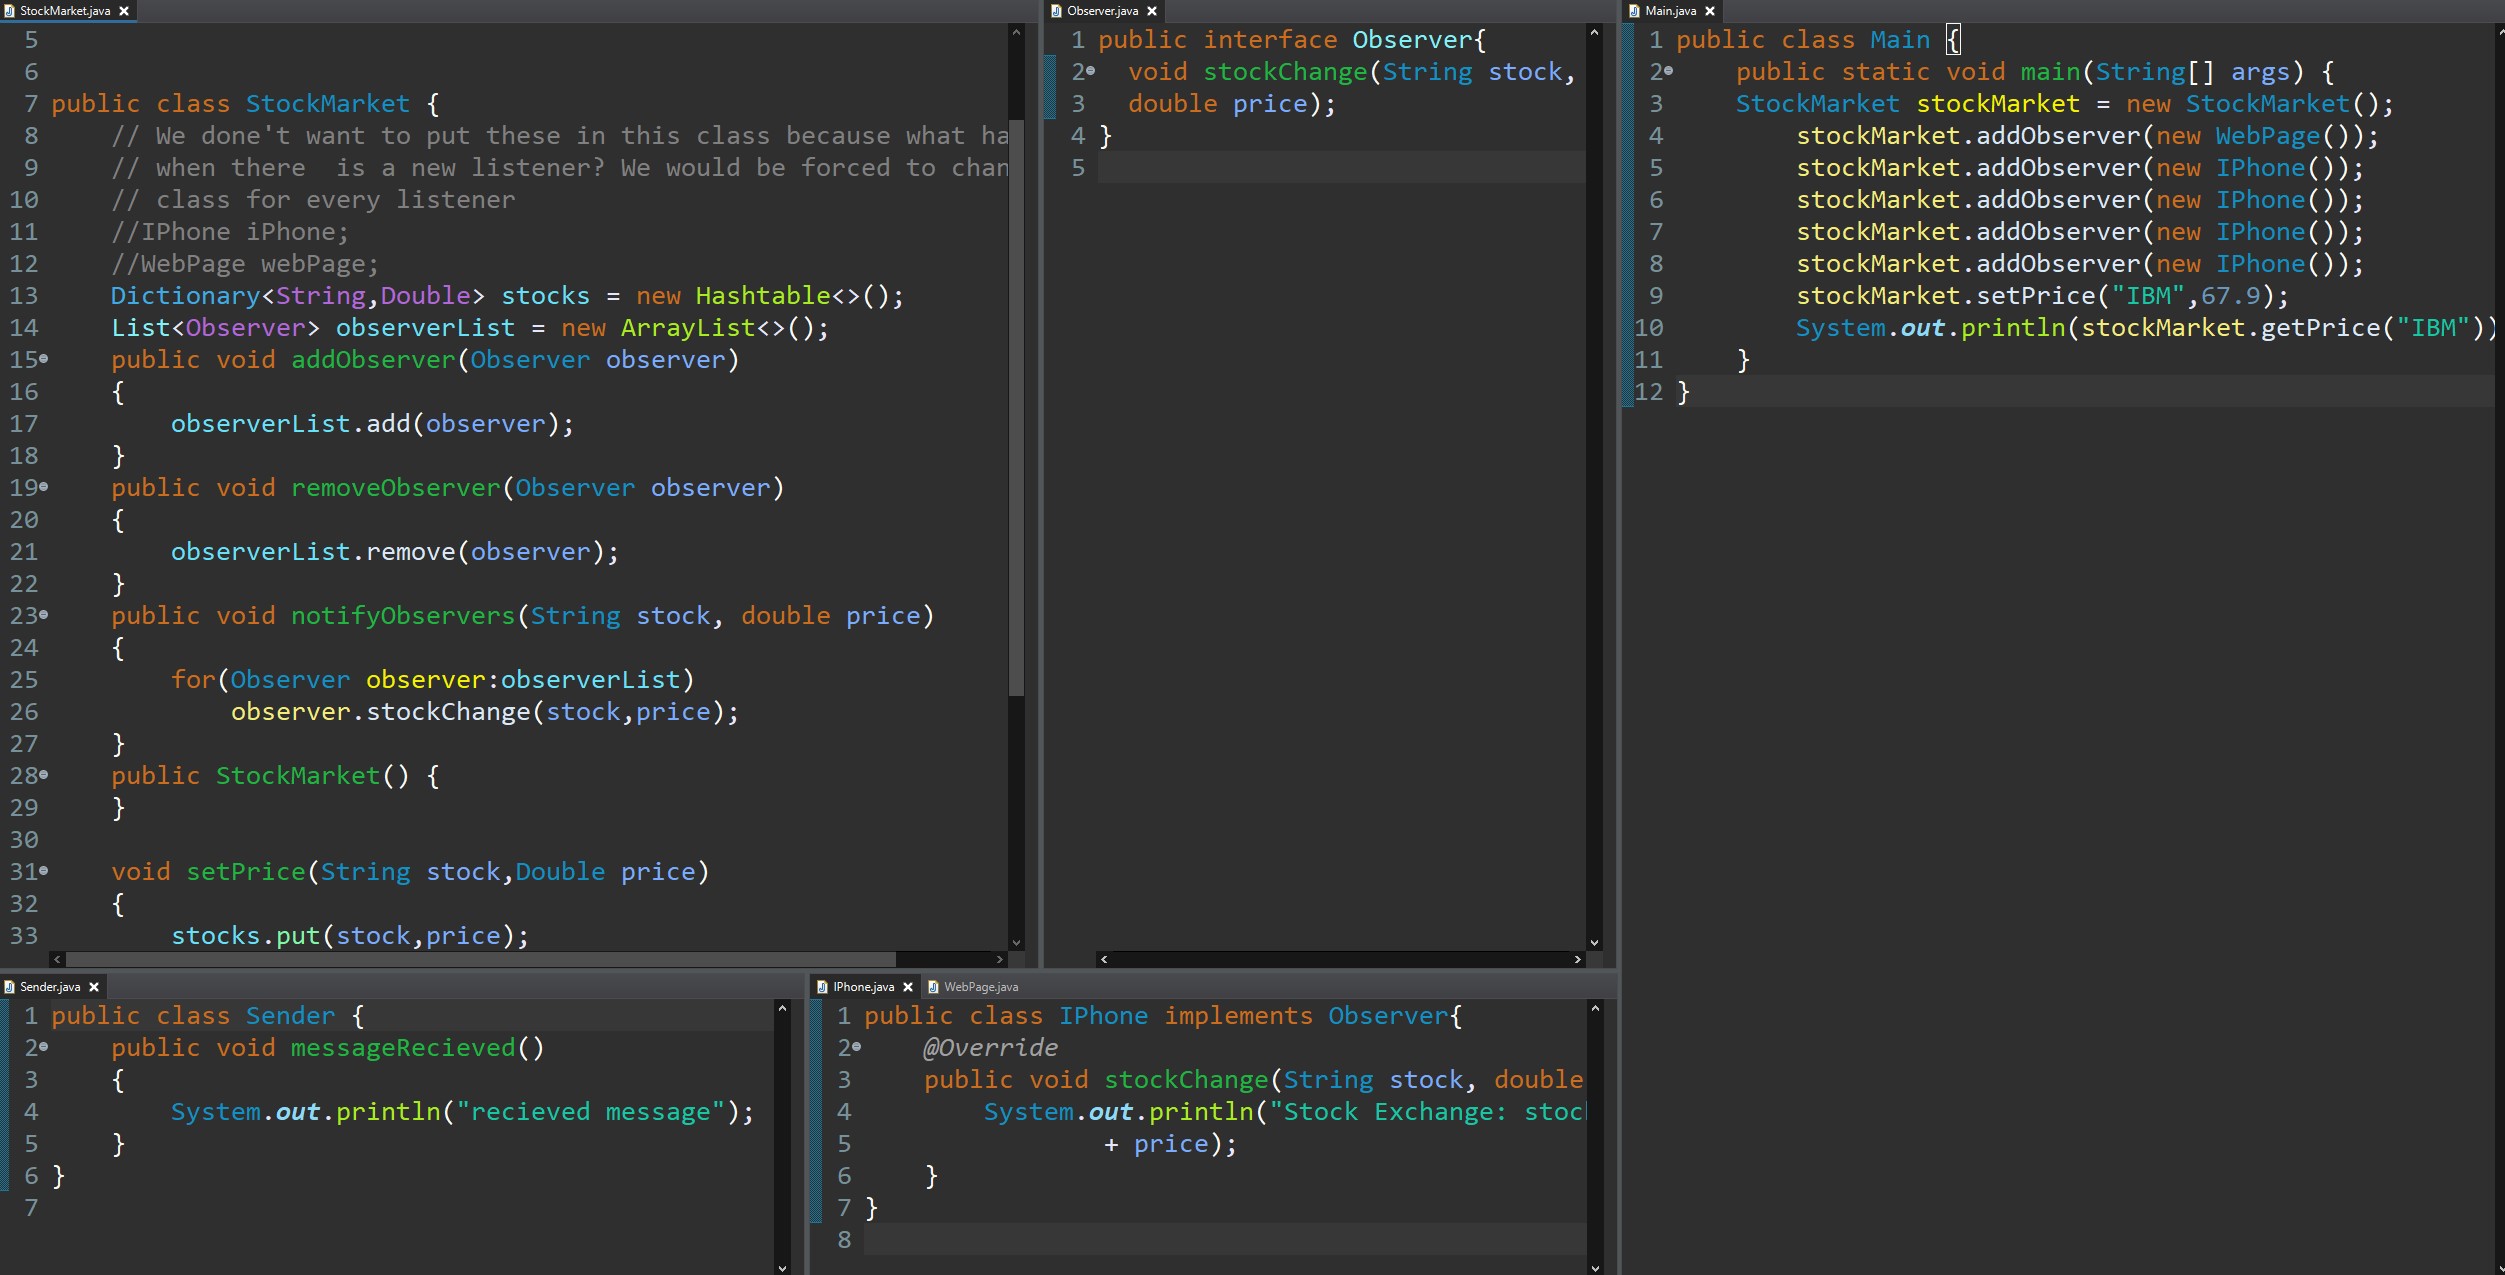 StockMarket.java
5
6
7 public class StockMarket {
8 // We done't want to put these in this class because what ha
9 // when there  is a new listener? We would be forced to chan
10 // class for every listener
11 //IPhone iPhone;
12 //WebPage webPage;
13 Dictionary<String,Double> stocks = new Hashtable<>();
14 List<Observer> observerList = new ArrayList<>();
15 public void addObserver(Observer observer)
16 {
17 observerList.add(observer);
18 }
19 public void removeObserver(Observer observer)
20 {
21 observerList.remove(observer);
22 }
23 public void notifyObservers(String stock, double price)
24 {
25 for(Observer observer:observerList)
26 observer.stockChange(stock,price);
27 }
28 public StockMarket() {
29 }
30
31 void setPrice(String stock,Double price)
32 {
33 stocks.put(stock,price);
Observer.java
1 public interface Observer{
2 void stockChange(String stock,
3 double price);
4 }
5
Main.java
1 public class Main {
2 public static void main(String[] args) {
3 StockMarket stockMarket = new StockMarket();
4 stockMarket.addObserver(new WebPage());
5 stockMarket.addObserver(new IPhone());
6 stockMarket.addObserver(new IPhone());
7 stockMarket.addObserver(new IPhone());
8 stockMarket.addObserver(new IPhone());
9 stockMarket.setPrice("IBM",67.9);
10 System.out.println(stockMarket.getPrice("IBM"))
11 }
12 }
Sender.java
1 public class Sender {
2 public void messageRecieved()
3 {
4 System.out.println("recieved message");
5 }
6 }
7
IPhone.java WebPage.java
1 public class IPhone implements Observer{
2 @Override
3 public void stockChange(String stock, double
4 System.out.println("Stock Exchange: stoc
5 + price);
6 }
7 }
8